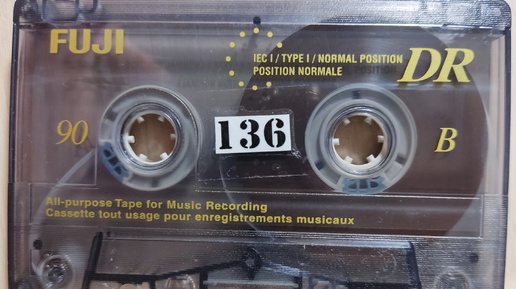 FUJI
IEC I / TYPE I / NORMAL POSITION
POSITION NORMALE
DR
90
136
B
All-purpose Tape for Music Recording
Cassette tout usage pour enregistrements musicaux